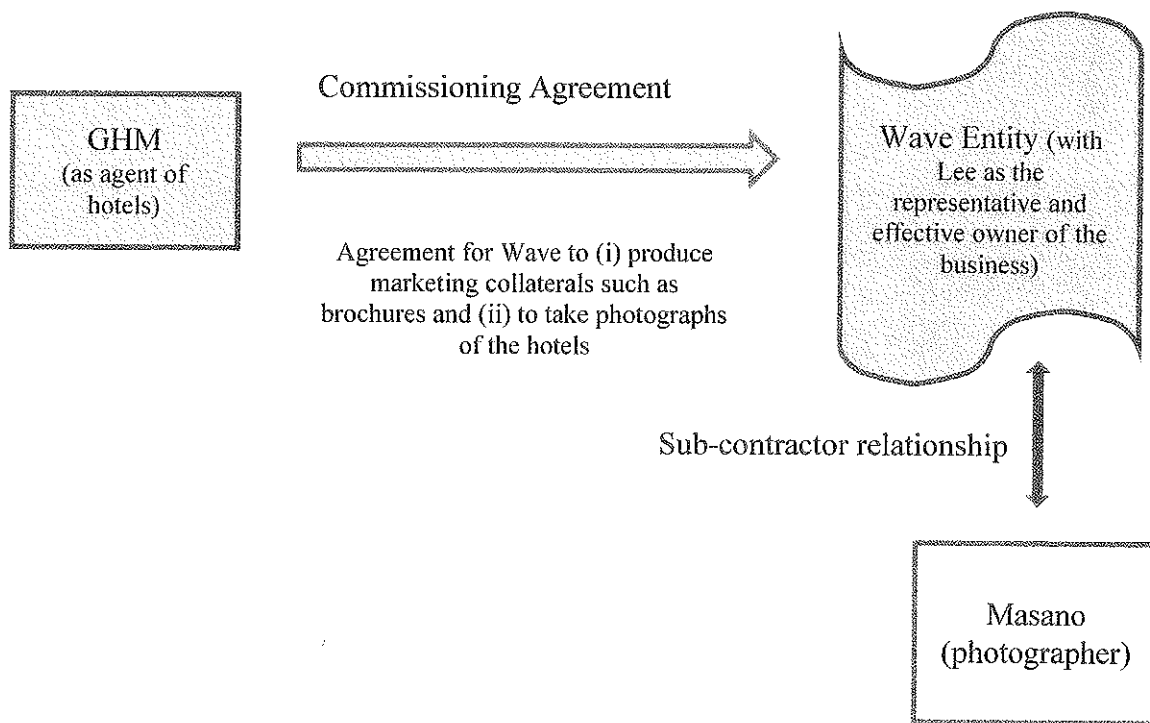 Commissioning Agreement
GHM
(as agent of
hotels)
Wave Entity (with
Lee as the
representative and
effective owner of the
business)
Agreement for Wave to (i) produce
marketing collaterals such as
brochures and (ii) to take photographs
of the hotels
Sub-contractor relationship
Masano
(photographer)